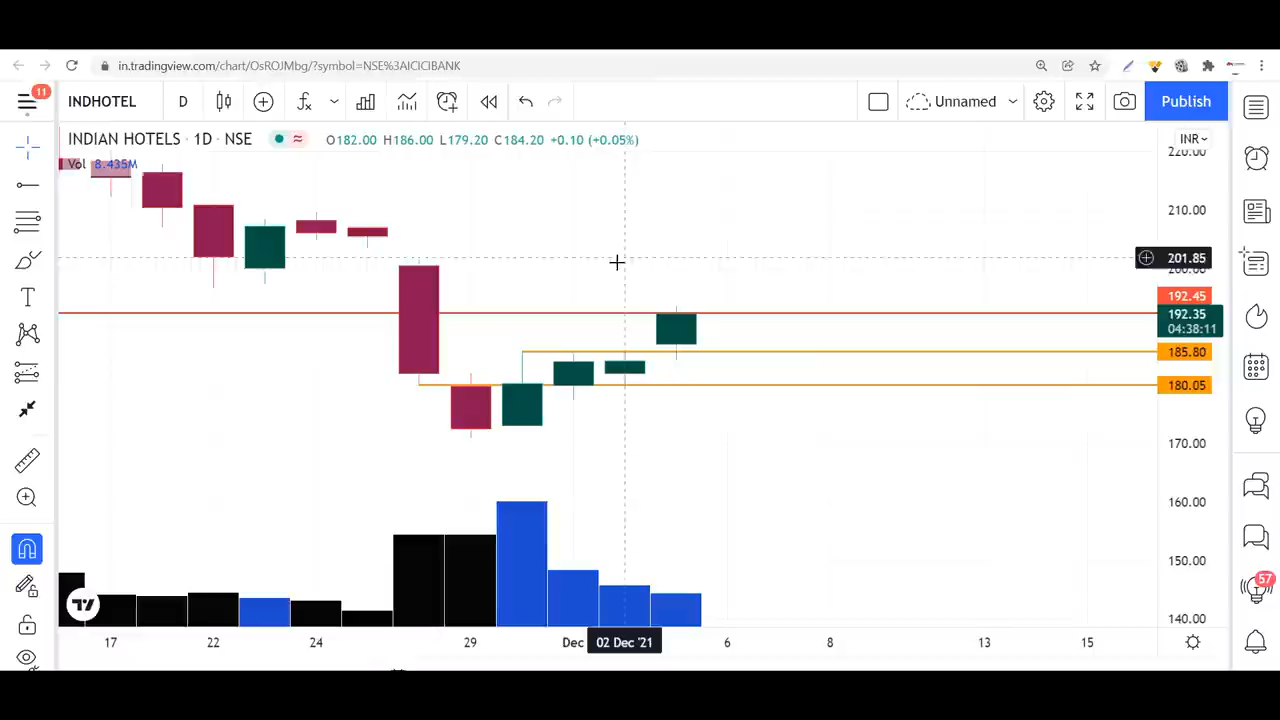 in.tradingview.com/chart/OsROJMbg/?symbol=NSE%3AICICIBANK
11
INDHOTEL
D
Unnamed
Publish
INDIAN HOTELS · 1D · NSE
O182.00 H186.00 L179.20 C184.20 +0.10 (+0.05%)
INR
Vol 8.435M
220.00
210.00
201.85
200.00
192.45
192.35
04:38:11
185.80
180.05
170.00
160.00
150.00
140.00
57
17
22
24
29
Dec
02 Dec '21
6
8
13
15